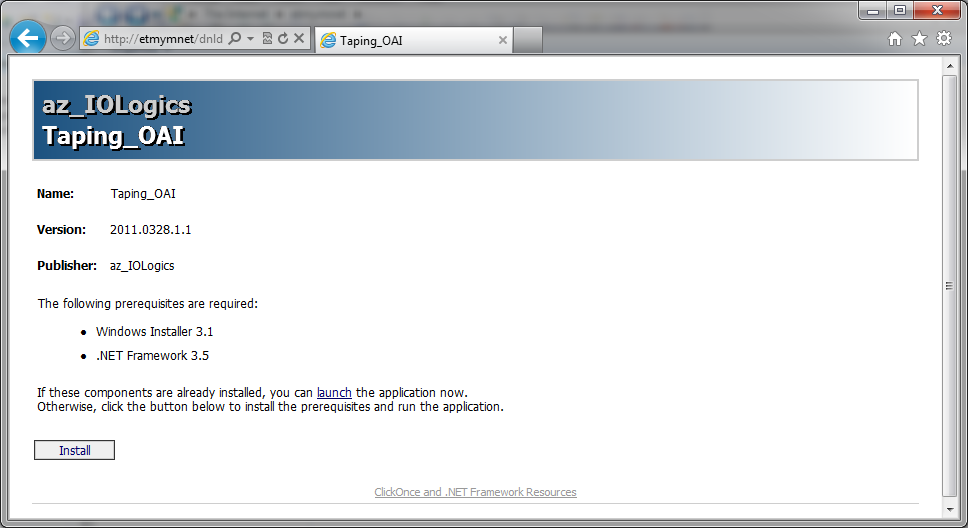 http://etmymnet/dnld
Taping_OAI
az_IOLogics
Taping_OAI
Name: Taping_OAI
Version: 2011.0328.1.1
Publisher: az_IOLogics
The following prerequisites are required:
• Windows Installer 3.1
• .NET Framework 3.5
If these components are already installed, you can launch the application now.
Otherwise, click the button below to install the prerequisites and run the application.
Install
ClickOnce and .NET Framework Resources